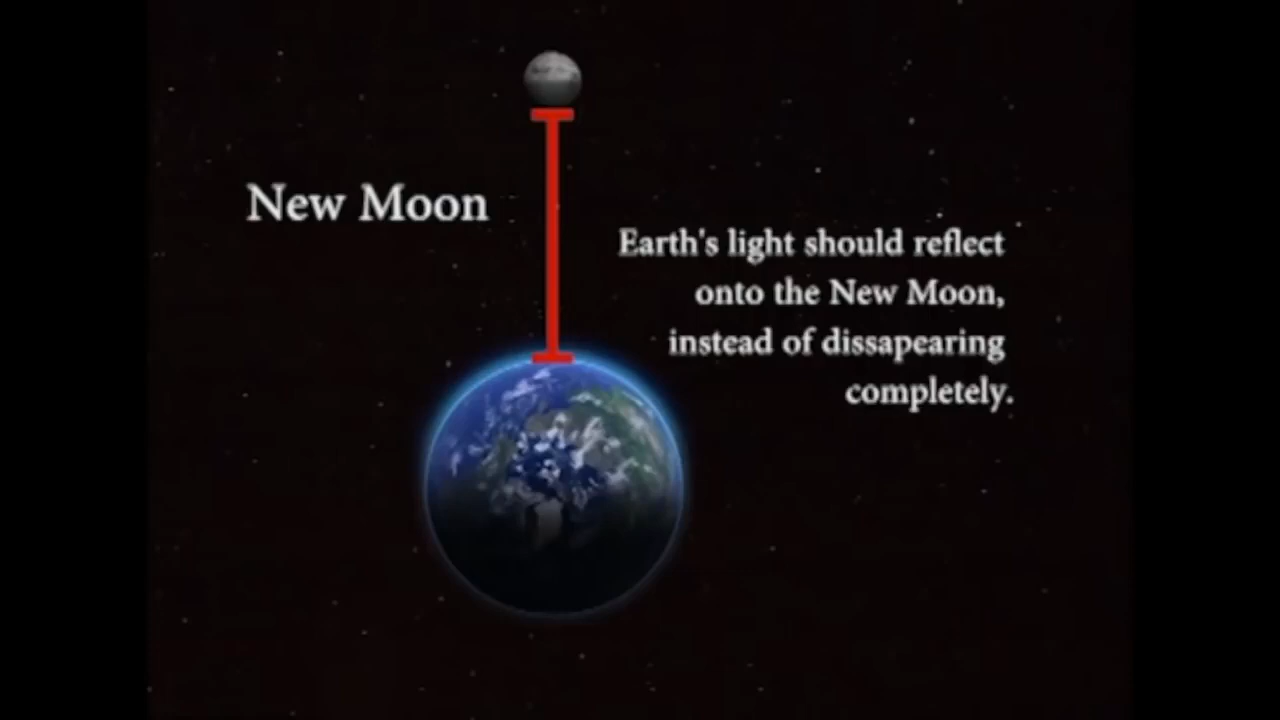 New Moon
Earth's light should reflect
onto the New Moon,
instead of dissapearing
completely.